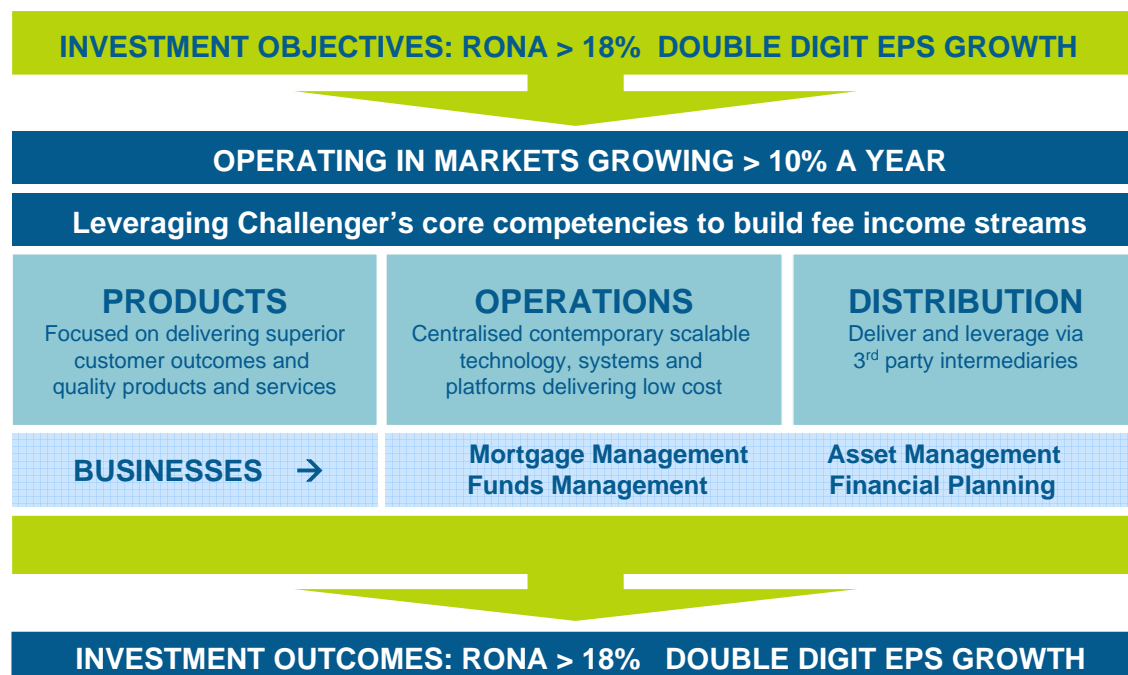 INVESTMENT OBJECTIVES: RONA > 18% DOUBLE DIGIT EPS GROWTH
OPERATING IN MARKETS GROWING > 10% A YEAR
Leveraging Challenger’s core competencies to build fee income streams
PRODUCTS
Focused on delivering superior
customer outcomes and
quality products and services
OPERATIONS
Centralised contemporary scalable
technology, systems and
platforms delivering low cost
DISTRIBUTION
Deliver and leverage via
3rd party intermediaries
BUSINESSES →
Mortgage Management
Funds Management
Asset Management
Financial Planning
INVESTMENT OUTCOMES: RONA > 18% DOUBLE DIGIT EPS GROWTH